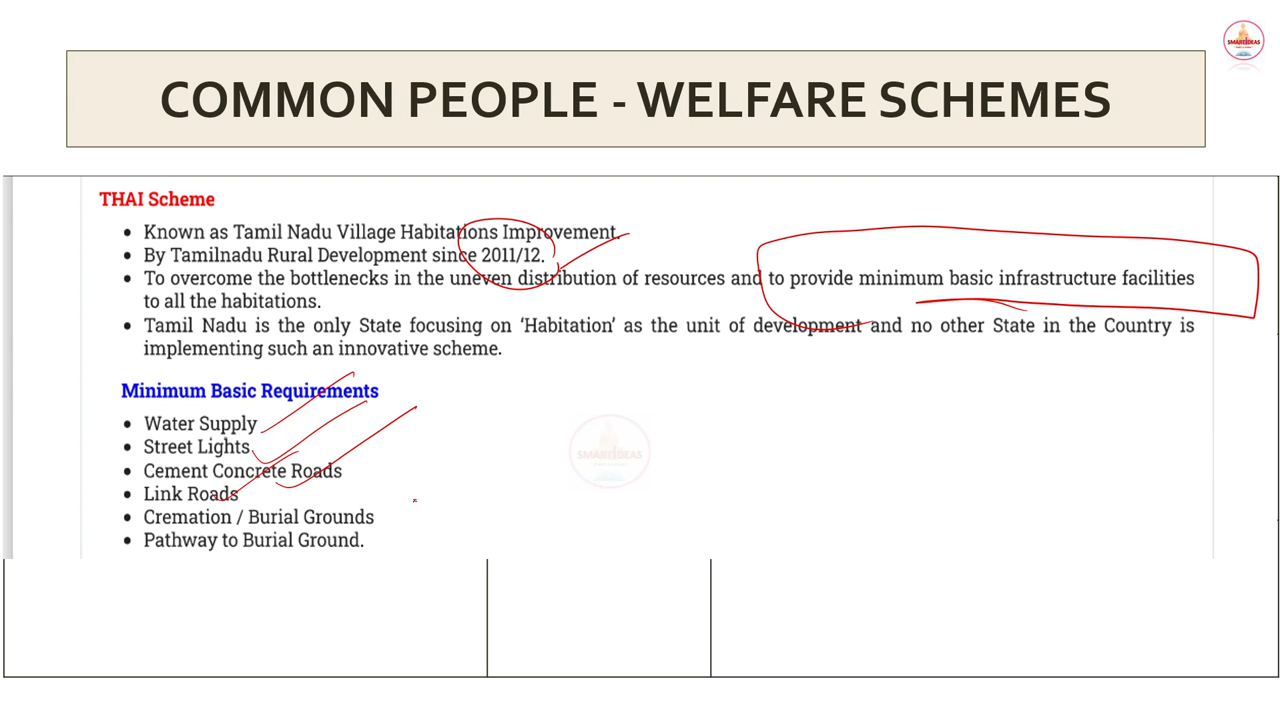 SMART IDEAS
COMMON PEOPLE - WELFARE SCHEMES
THAI Scheme
• Known as Tamil Nadu Village Habitations Improvement.
• By Tamilnadu Rural Development since 2011/12.
• To overcome the bottlenecks in the uneven distribution of resources and to provide minimum basic infrastructure facilities
to all the habitations.
• Tamil Nadu is the only State focusing on ‘Habitation’ as the unit of development and no other State in the Country is
implementing such an innovative scheme.
Minimum Basic Requirements
• Water Supply
• Street Lights
• Cement Concrete Roads
• Link Roads
• Cremation / Burial Grounds
• Pathway to Burial Ground.
SMART IDEAS